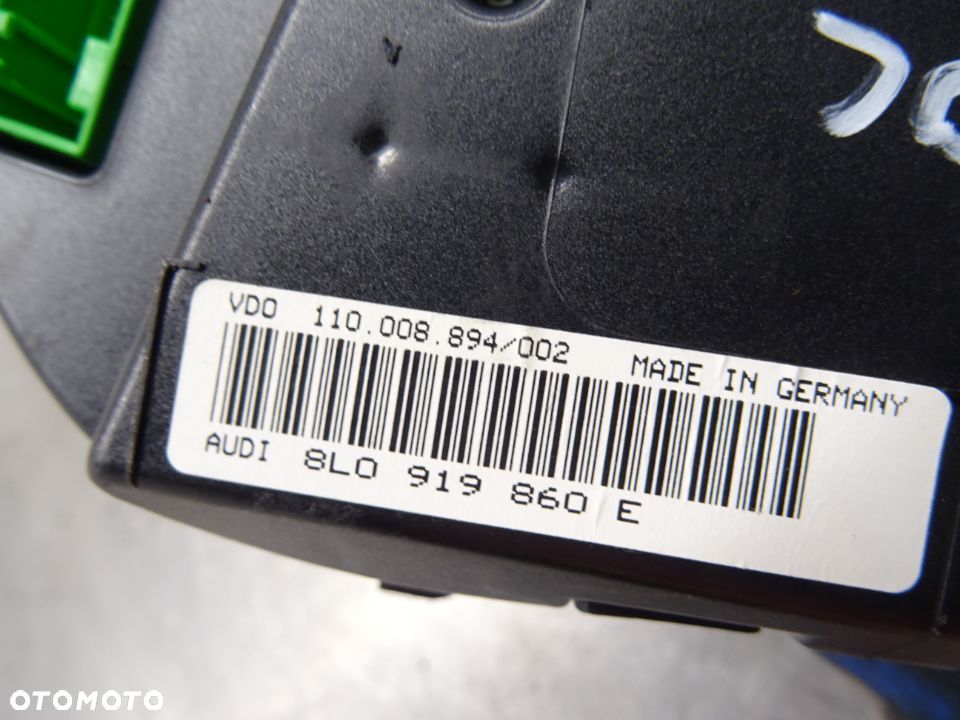 VDO 110.008.894/002 MADE IN GERMANY
AUDI 8L0 919 860 E
OTOMOTO